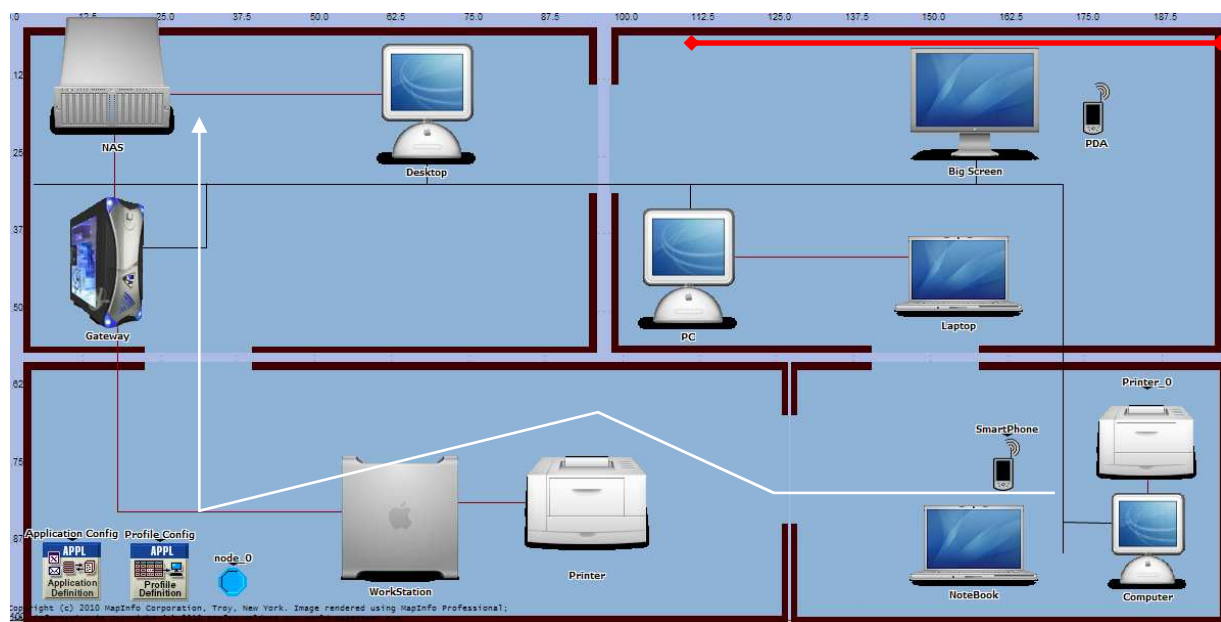 .0 12.5 25.0 37.5 50.0 62.5 75.0 87.5 100.0 112.5 125.0 137.5 150.0 162.5 175.0 187.5
.12
NAS
PDA
.25
Desktop
Big Screen
.37
.50
Gateway
PC
Laptop
.62
Printer_0
SmartPhone
.75
.87
Application Config Profile Config
APPL APPL
node_0
Application Profile
Definition Definition
Printer
WorkStation
NoteBook
Computer
Copyright (c) 2010 MapInfo Corporation, Troy, New York. Image rendered using MapInfo Professional;